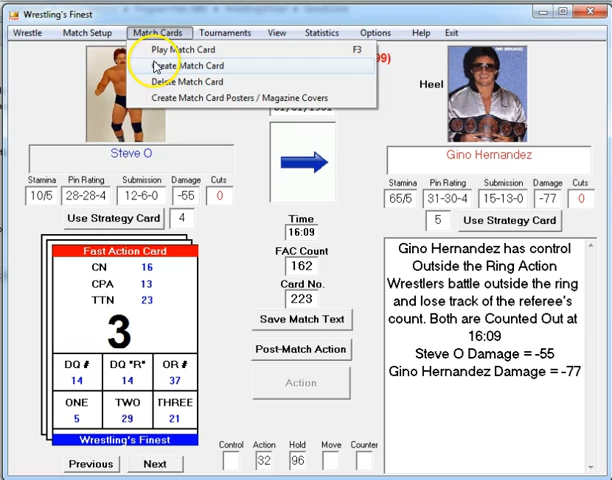 Wrestling's Finest
Wrestle Match Setup Match Cards Tournaments View Statistics Options Help Exit
Play Match Card F3
Create Match Card
Delete Match Card
Create Match Card Posters / Magazine Covers
Heel
Steve O
Gino Hernandez
Stamina Pin Rating Submission Damage Cuts
10/5 28-28-4 12-6-0 -55 0
Use Strategy Card 4
Stamina Pin Rating Submission Damage Cuts
65/5 31-30-4 15-13-0 -77 0
5 Use Strategy Card
Time
16:09
FAC Count
162
Card No.
223
Save Match Text
Post-Match Action
Action
Fast Action Card
CN 16
CPA 13
TTN 23
3
DQ # DQ "R" OR #
14 14 37
ONE TWO THREE
5 29 21
Wrestling's Finest
Previous Next
Gino Hernandez has control
Outside the Ring Action
Wrestlers battle outside the ring
and lose track of the referee's
count. Both are Counted Out at
16:09
Steve O Damage = -55
Gino Hernandez Damage = -77
Control Action Hold Move Counter
32 96